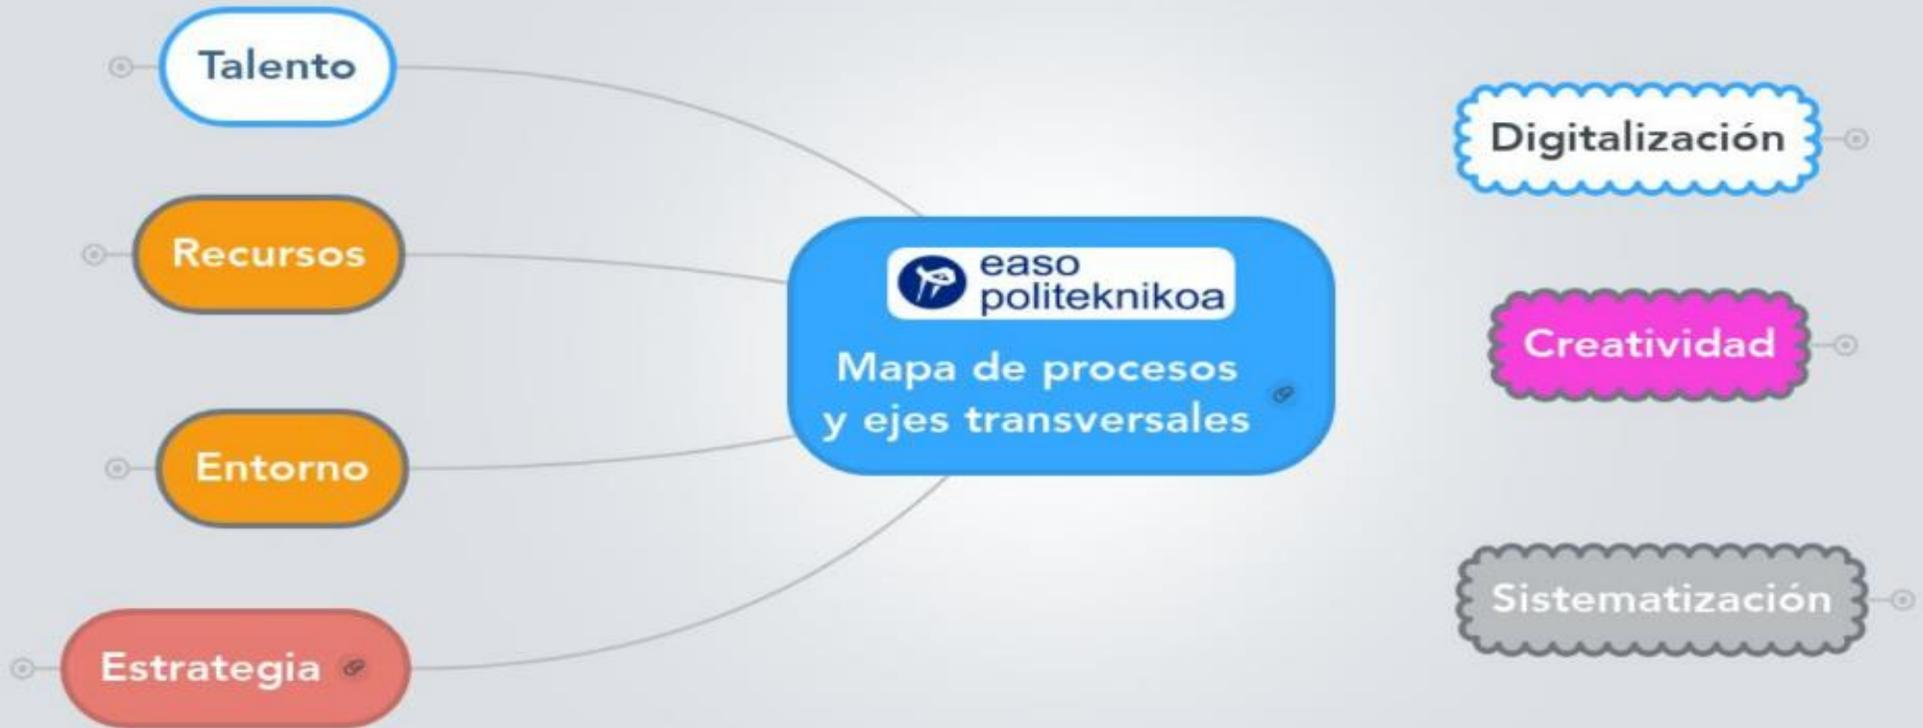 Talento
Recursos
Entorno
Estrategia
easo
politeknikoa
Mapa de procesos
y ejes transversales
Digitalización
Creatividad
Sistematización